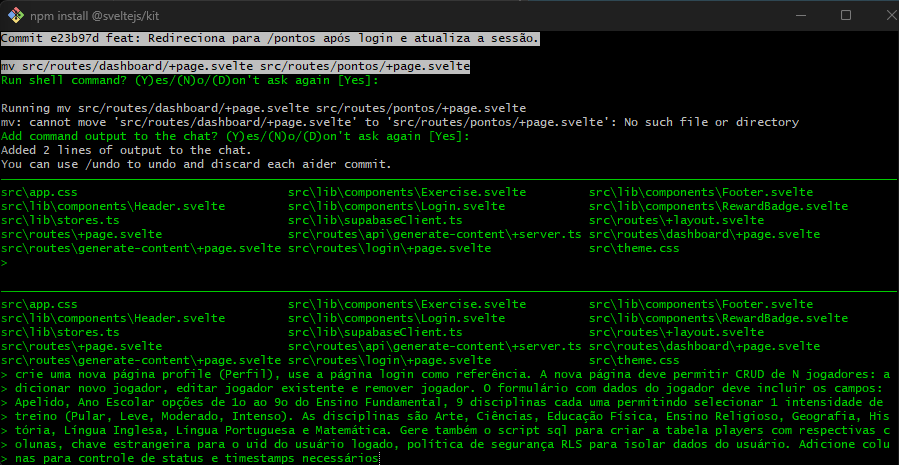 npm install @sveltejs/kit
Commit e23b97d feat: Redireciona para /pontos após login e atualiza a sessão.
mv src/routes/dashboard/+page.svelte src/routes/pontos/+page.svelte
Run shell command? (Y)es/(N)o/(D)on't ask again [Yes]:
Running mv src/routes/dashboard/+page.svelte src/routes/pontos/+page.svelte
mv: cannot move 'src/routes/dashboard/+page.svelte' to 'src/routes/pontos/+page.svelte': No such file or directory
Add command output to the chat? (Y)es/(N)o/(D)on't ask again [Yes]:
Added 2 lines of output to the chat.
You can use /undo to undo and discard each aider commit.
src\app.css src\lib\components\Exercise.svelte src\lib\components\Footer.svelte
src\lib\components\Header.svelte src\lib\components\Login.svelte src\lib\components\RewardBadge.svelte
src\lib\stores.ts src\lib\supabaseClient.ts src\routes\+layout.svelte
src\routes\+page.svelte src\routes\api\generate-content\+server.ts src\routes\dashboard\+page.svelte
src\routes\generate-content\+page.svelte src\routes\login\+page.svelte src\theme.css
>
src\app.css src\lib\components\Exercise.svelte src\lib\components\Footer.svelte
src\lib\components\Header.svelte src\lib\components\Login.svelte src\lib\components\RewardBadge.svelte
src\lib\stores.ts src\lib\supabaseClient.ts src\routes\+layout.svelte
src\routes\+page.svelte src\routes\api\generate-content\+server.ts src\routes\dashboard\+page.svelte
src\routes\generate-content\+page.svelte src\routes\login\+page.svelte src\theme.css
> crie uma nova página profile (Perfil), use a página login como referência. A nova página deve permitir CRUD de N jogadores: a
> dicionar novo jogador, editar jogador existente e remover jogador. O formulário com dados do jogador deve incluir os campos:
> Apelido, Ano Escolar opções de 1o ao 9o do Ensino Fundamental, 9 disciplinas cada uma permitindo selecionar 1 intensidade de
> treino (Pular, Leve, Moderado, Intenso). As disciplinas são Arte, Ciências, Educação Física, Ensino Religioso, Geografia, His
> tória, Língua Inglesa, Língua Portuguesa e Matemática. Gere também o script sql para criar a tabela players com respectivas c
> olunas, chave estrangeira para o uid do usuário logado, política de segurança RLS para isolar dados do usuário. Adicione colu
> nas para controle de status e timestamps necessários